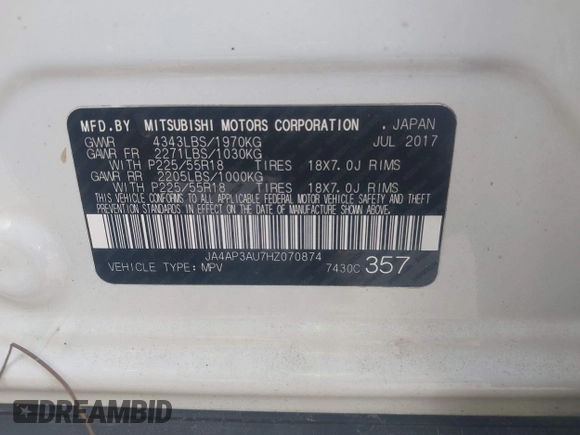 MFD.BY MITSUBISHI MOTORS CORPORATION . JAPAN
GVWR 4343LBS/1970KG JUL 2017
GAWR FR 2271LBS/1030KG
WITH P225/55R18 TIRES 18X7.0J RIMS
GAWR RR 2205LBS/1000KG
WITH P225/55R18 TIRES 18X7.0J RIMS
THIS VEHICLE CONFORMS TO ALL APPLICABLE FEDERAL MOTOR VEHICLE SAFETY AND THEFT
PREVENTION STANDARDS IN EFFECT ON THE DATE OF MANUFACTURE SHOWN ABOVE.
JA4AP3AU7HZ070874
VEHICLE TYPE: MPV 7430C 357
DREAMBID